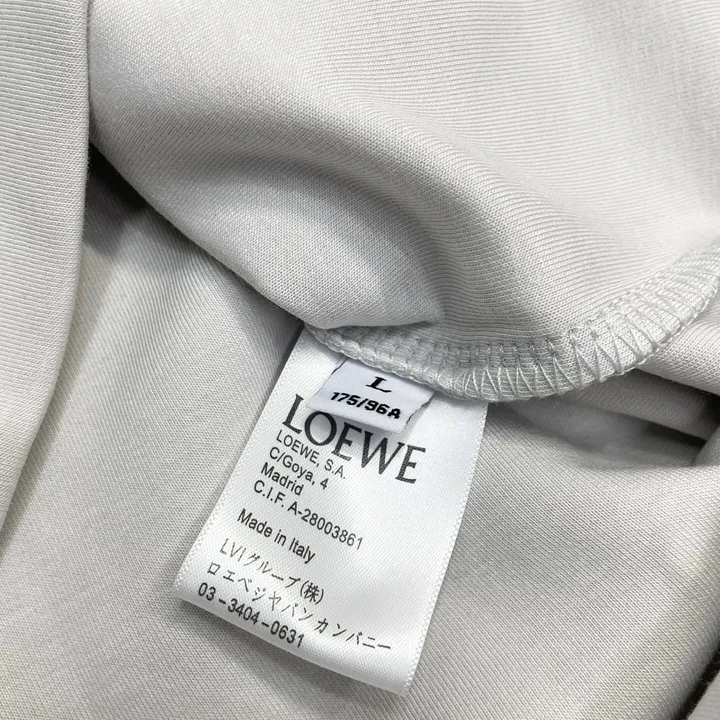 L
175/96A
LOEWE
LOEWE, S.A.
C/Goya, 4
Madrid
C.I.F. A-28003861
Made in Italy
LVIグループ(株)
ロエベジャパンカンパニー
03-3404-0631